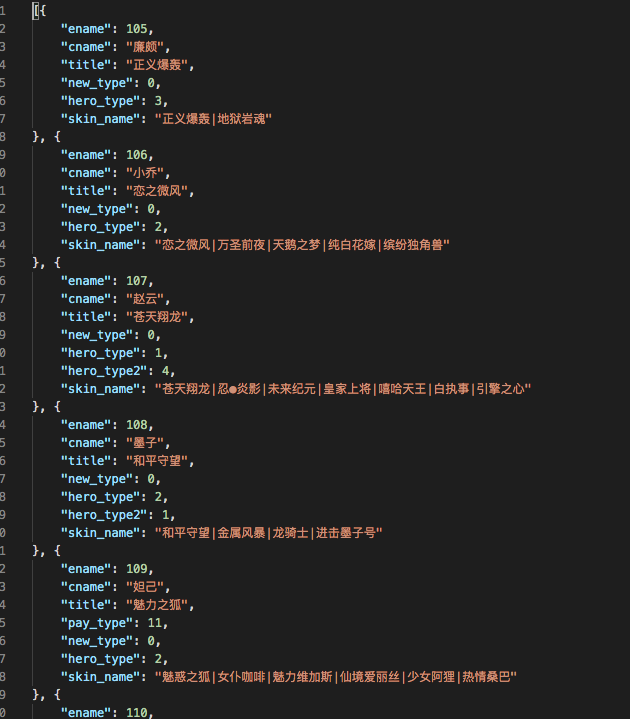 1 [{
2 "ename": 105,
3 "cname": "廉颇",
4 "title": "正义爆轰",
5 "new_type": 0,
6 "hero_type": 3,
7 "skin_name": "正义爆轰|地狱岩魂"
8 }, {
9 "ename": 106,
0 "cname": "小乔",
1 "title": "恋之微风",
2 "new_type": 0,
3 "hero_type": 2,
4 "skin_name": "恋之微风|万圣前夜|天鹅之梦|纯白花嫁|缤纷独角兽"
5 }, {
6 "ename": 107,
7 "cname": "赵云",
8 "title": "苍天翔龙",
9 "new_type": 0,
0 "hero_type": 1,
1 "hero_type2": 4,
2 "skin_name": "苍天翔龙|忍●炎影|未来纪元|皇家上将|嘻哈天王|白执事|引擎之心"
3 }, {
4 "ename": 108,
5 "cname": "墨子",
6 "title": "和平守望",
7 "new_type": 0,
8 "hero_type": 2,
9 "hero_type2": 1,
0 "skin_name": "和平守望|金属风暴|龙骑士|进击墨子号"
1 }, {
2 "ename": 109,
3 "cname": "妲己",
4 "title": "魅力之狐",
5 "pay_type": 11,
6 "new_type": 0,
7 "hero_type": 2,
8 "skin_name": "魅惑之狐|女仆咖啡|魅力维加斯|仙境爱丽丝|少女阿狸|热情桑巴"
9 }, {
0 "ename": 110,